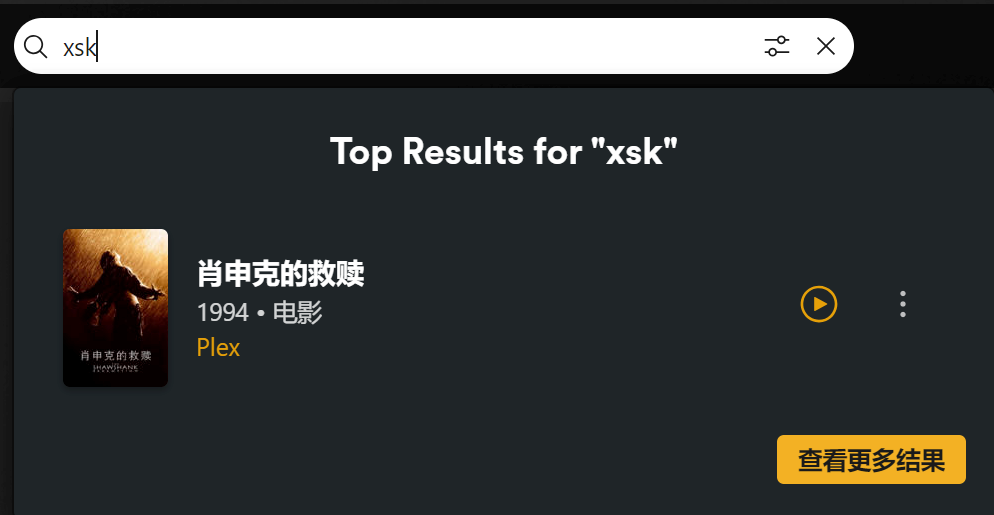 xsk
Top Results for "xsk"
肖申克的救赎
1994 • 电影
Plex
肖申克的救赎
SHAWSHANK
REDEMPTION
查看更多结果